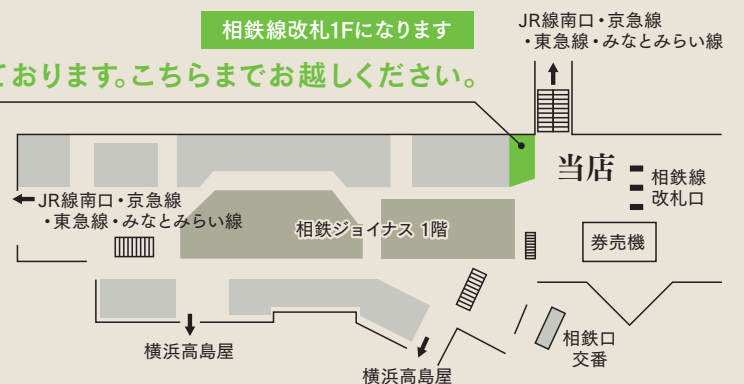 相鉄線改札1Fになります
JR線南口・京急線
・東急線・みなとみらい線
ております。こちらまでお越しください。
当店
相鉄線
改札口
JR線南口・京急線
・東急線・みなとみらい線
相鉄ジョイナス 1階
券売機
横浜高島屋
相鉄口
交番
横浜高島屋